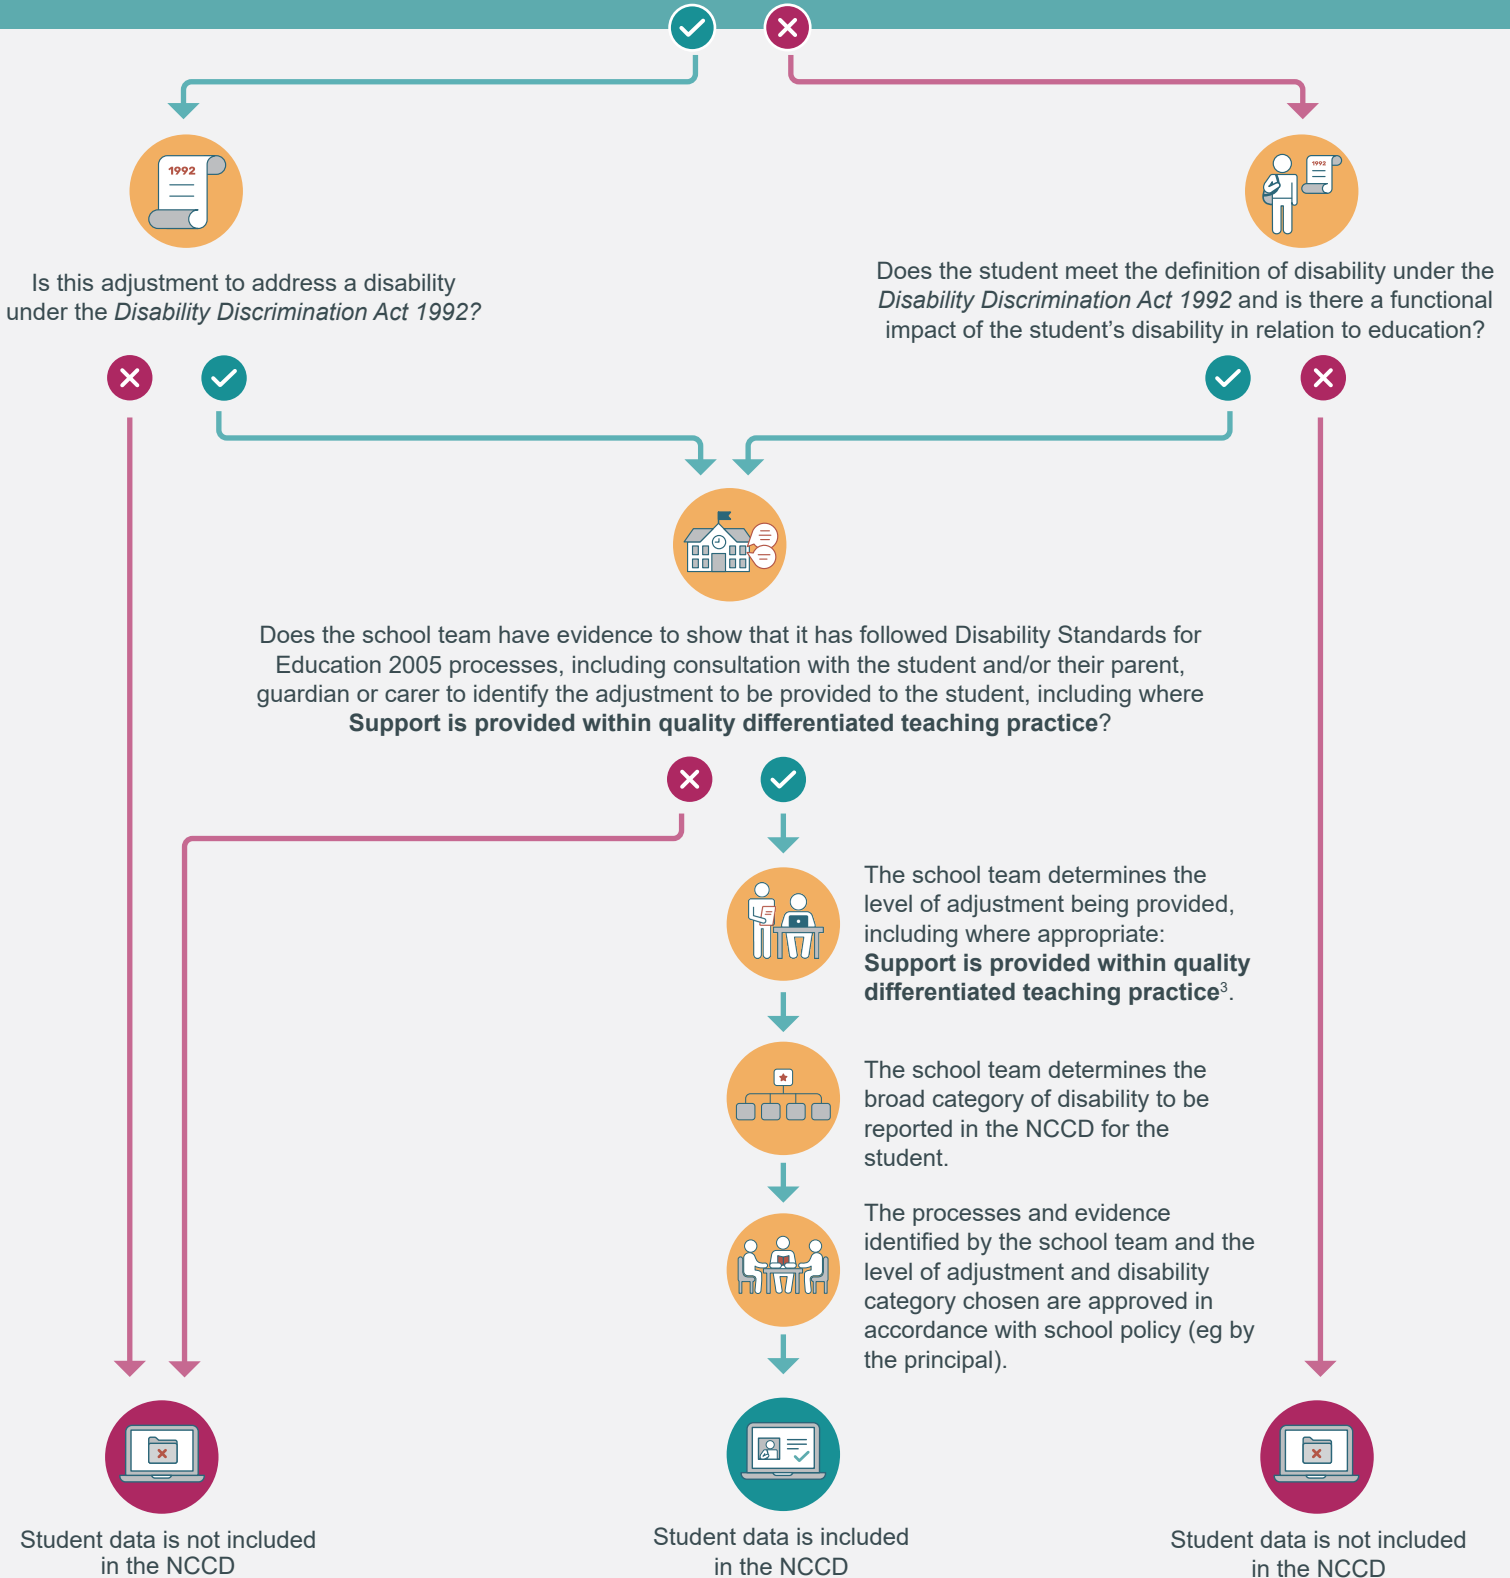 1992
Is this adjustment to address a disability
under the Disability Discrimination Act 1992?
1992
Does the student meet the definition of disability under the
Disability Discrimination Act 1992 and is there a functional
impact of the student’s disability in relation to education?
Does the school team have evidence to show that it has followed Disability Standards for
Education 2005 processes, including consultation with the student and/or their parent,
guardian or carer to identify the adjustment to be provided to the student, including where
Support is provided within quality differentiated teaching practice?
The school team determines the
level of adjustment being provided,
including where appropriate:
Support is provided within quality
differentiated teaching practice³.
The school team determines the
broad category of disability to be
reported in the NCCD for the
student.
The processes and evidence
identified by the school team and the
level of adjustment and disability
category chosen are approved in
accordance with school policy (eg by
the principal).
Student data is not included
in the NCCD
Student data is included
in the NCCD
Student data is not included
in the NCCD